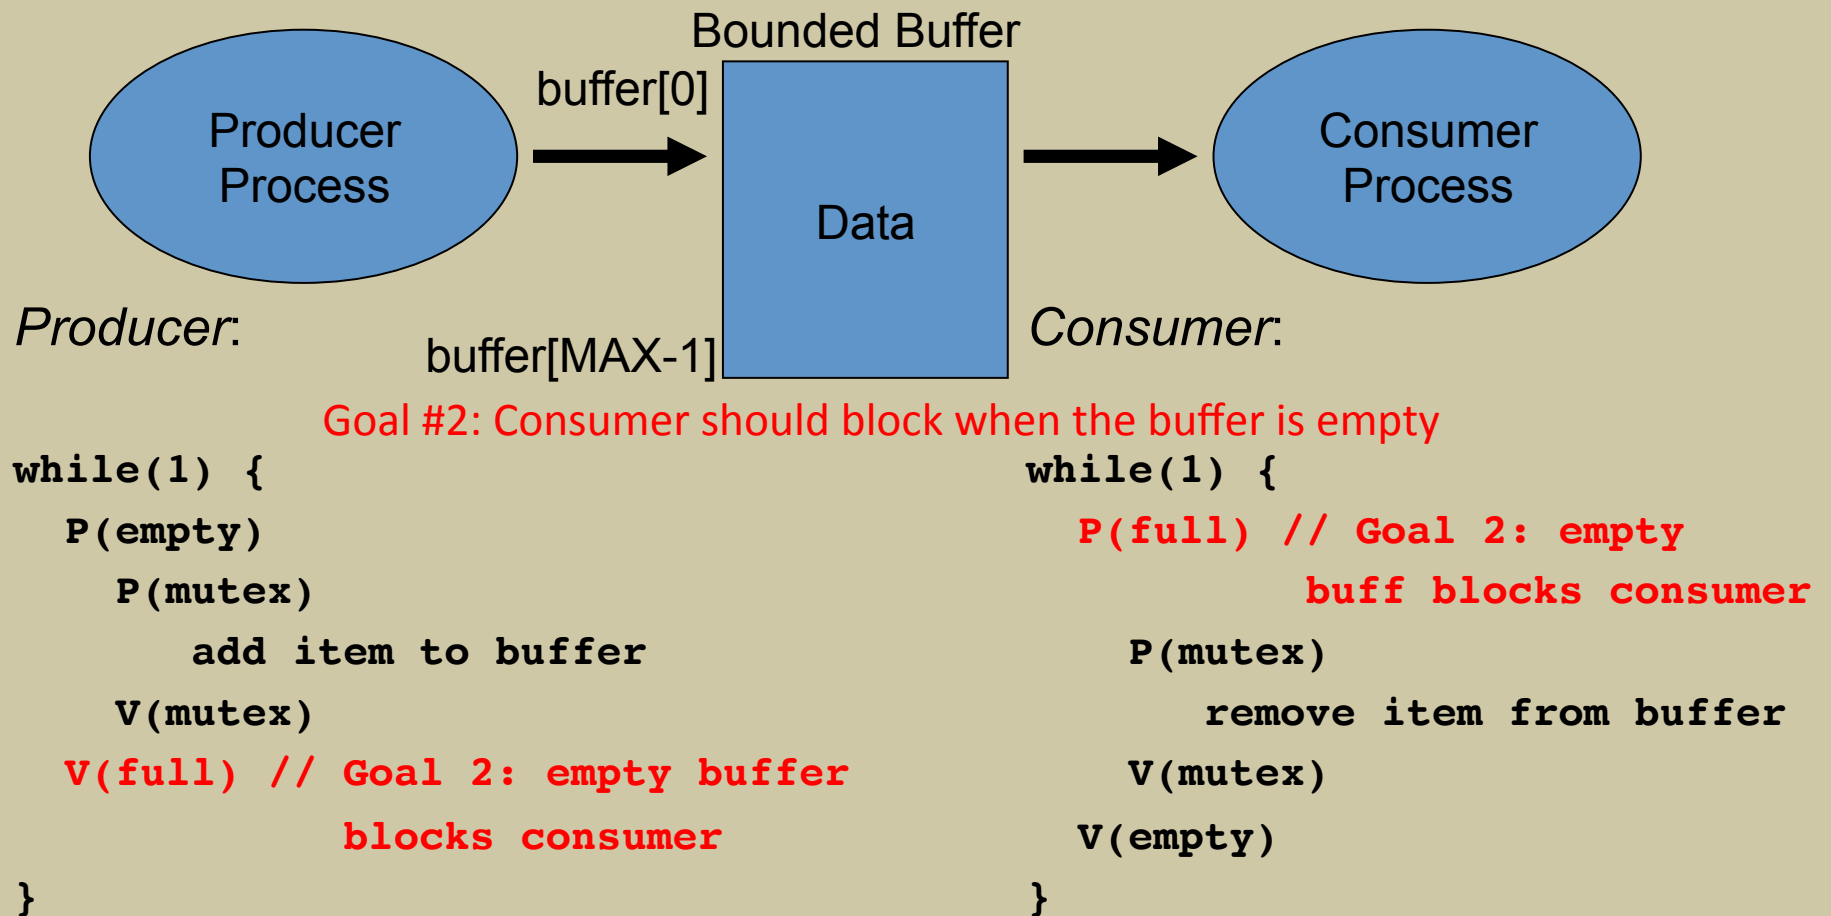 Bounded Buffer
buffer[0]
Producer
Process
Data
Consumer
Process
buffer[MAX-1]
Producer:
Consumer:
Goal #2: Consumer should block when the buffer is empty
while(1) {
P(empty)
P(mutex)
add item to buffer
V(mutex)
V(full) // Goal 2: empty buffer
blocks consumer
}
while(1) {
P(full) // Goal 2: empty
buff blocks consumer
P(mutex)
remove item from buffer
V(mutex)
V(empty)
}